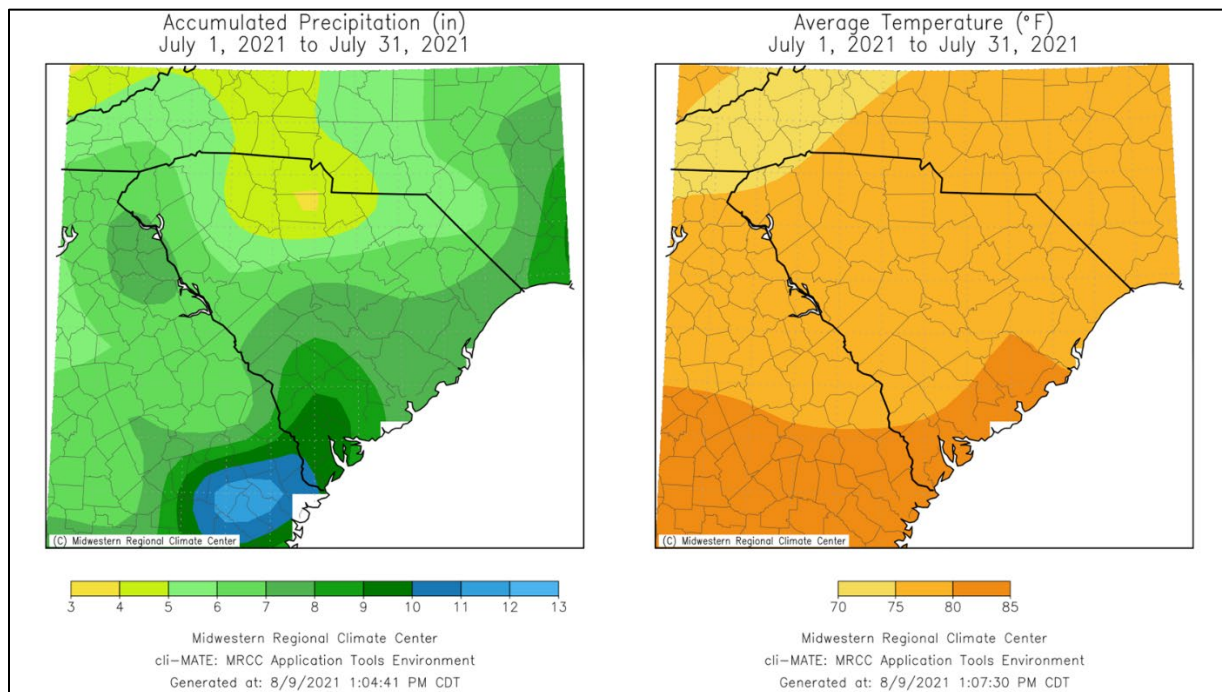 Accumulated Precipitation (in)
July 1, 2021 to July 31, 2021
(C) Midwestern Regional Climate Center
3 4 5 6 7 8 9 10 11 12 13
Midwestern Regional Climate Center
cli-MATE: MRCC Application Tools Environment
Generated at: 8/9/2021 1:04:41 PM CDT
Average Temperature (°F)
July 1, 2021 to July 31, 2021
(C) Midwestern Regional Climate Center
70 75 80 85
Midwestern Regional Climate Center
cli-MATE: MRCC Application Tools Environment
Generated at: 8/9/2021 1:07:30 PM CDT